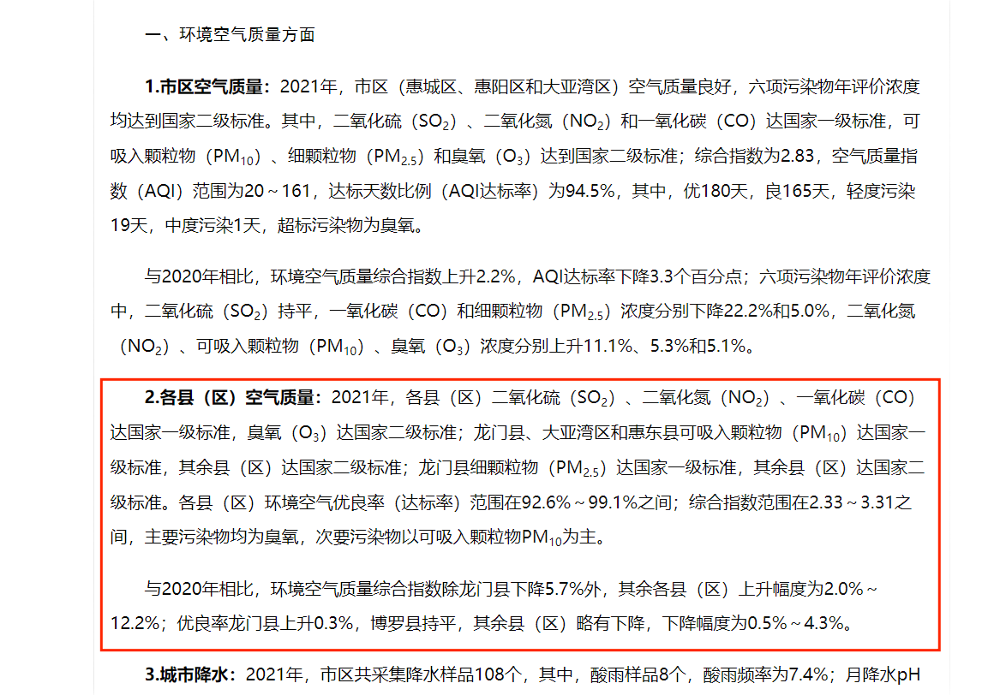 一、环境空气质量方面
1.市区空气质量：2021年，市区（惠城区、惠阳区和大亚湾区）空气质量良好，六项污染物年评价浓度
均达到国家二级标准。其中，二氧化硫（SO₂）、二氧化氮（NO₂）和一氧化碳（CO）达国家一级标准，可
吸入颗粒物（PM₁₀）、细颗粒物（PM₂.₅）和臭氧（O₃）达到国家二级标准；综合指数为2.83，空气质量指
数（AQI）范围为20～161，达标天数比例（AQI达标率）为94.5%，其中，优180天，良165天，轻度污染
19天，中度污染1天，超标污染物为臭氧。
与2020年相比，环境空气质量综合指数上升2.2%，AQI达标率下降3.3个百分点；六项污染物年评价浓度
中，二氧化硫（SO₂）持平，一氧化碳（CO）和细颗粒物（PM₂.₅）浓度分别下降22.2%和5.0%，二氧化氮
（NO₂）、可吸入颗粒物（PM₁₀）、臭氧（O₃）浓度分别上升11.1%、5.3%和5.1%。
2.各县（区）空气质量：2021年，各县（区）二氧化硫（SO₂）、二氧化氮（NO₂）、一氧化碳（CO）
达国家一级标准，臭氧（O₃）达国家二级标准；龙门县、大亚湾区和惠东县可吸入颗粒物（PM₁₀）达国家一
级标准，其余县（区）达国家二级标准；龙门县细颗粒物（PM₂.₅）达国家一级标准，其余县（区）达国家二
级标准。各县（区）环境空气优良率（达标率）范围在92.6%～99.1%之间；综合指数范围在2.33～3.31之
间，主要污染物均为臭氧，次要污染物以可吸入颗粒物PM₁₀为主。
与2020年相比，环境空气质量综合指数除龙门县下降5.7%外，其余各县（区）上升幅度为2.0%～
12.2%；优良率龙门县上升0.3%，博罗县持平，其余县（区）略有下降，下降幅度为0.5%～4.3%。
3.城市降水：2021年，市区共采集降水样品108个，其中，酸雨样品8个，酸雨频率为7.4%；月降水pH